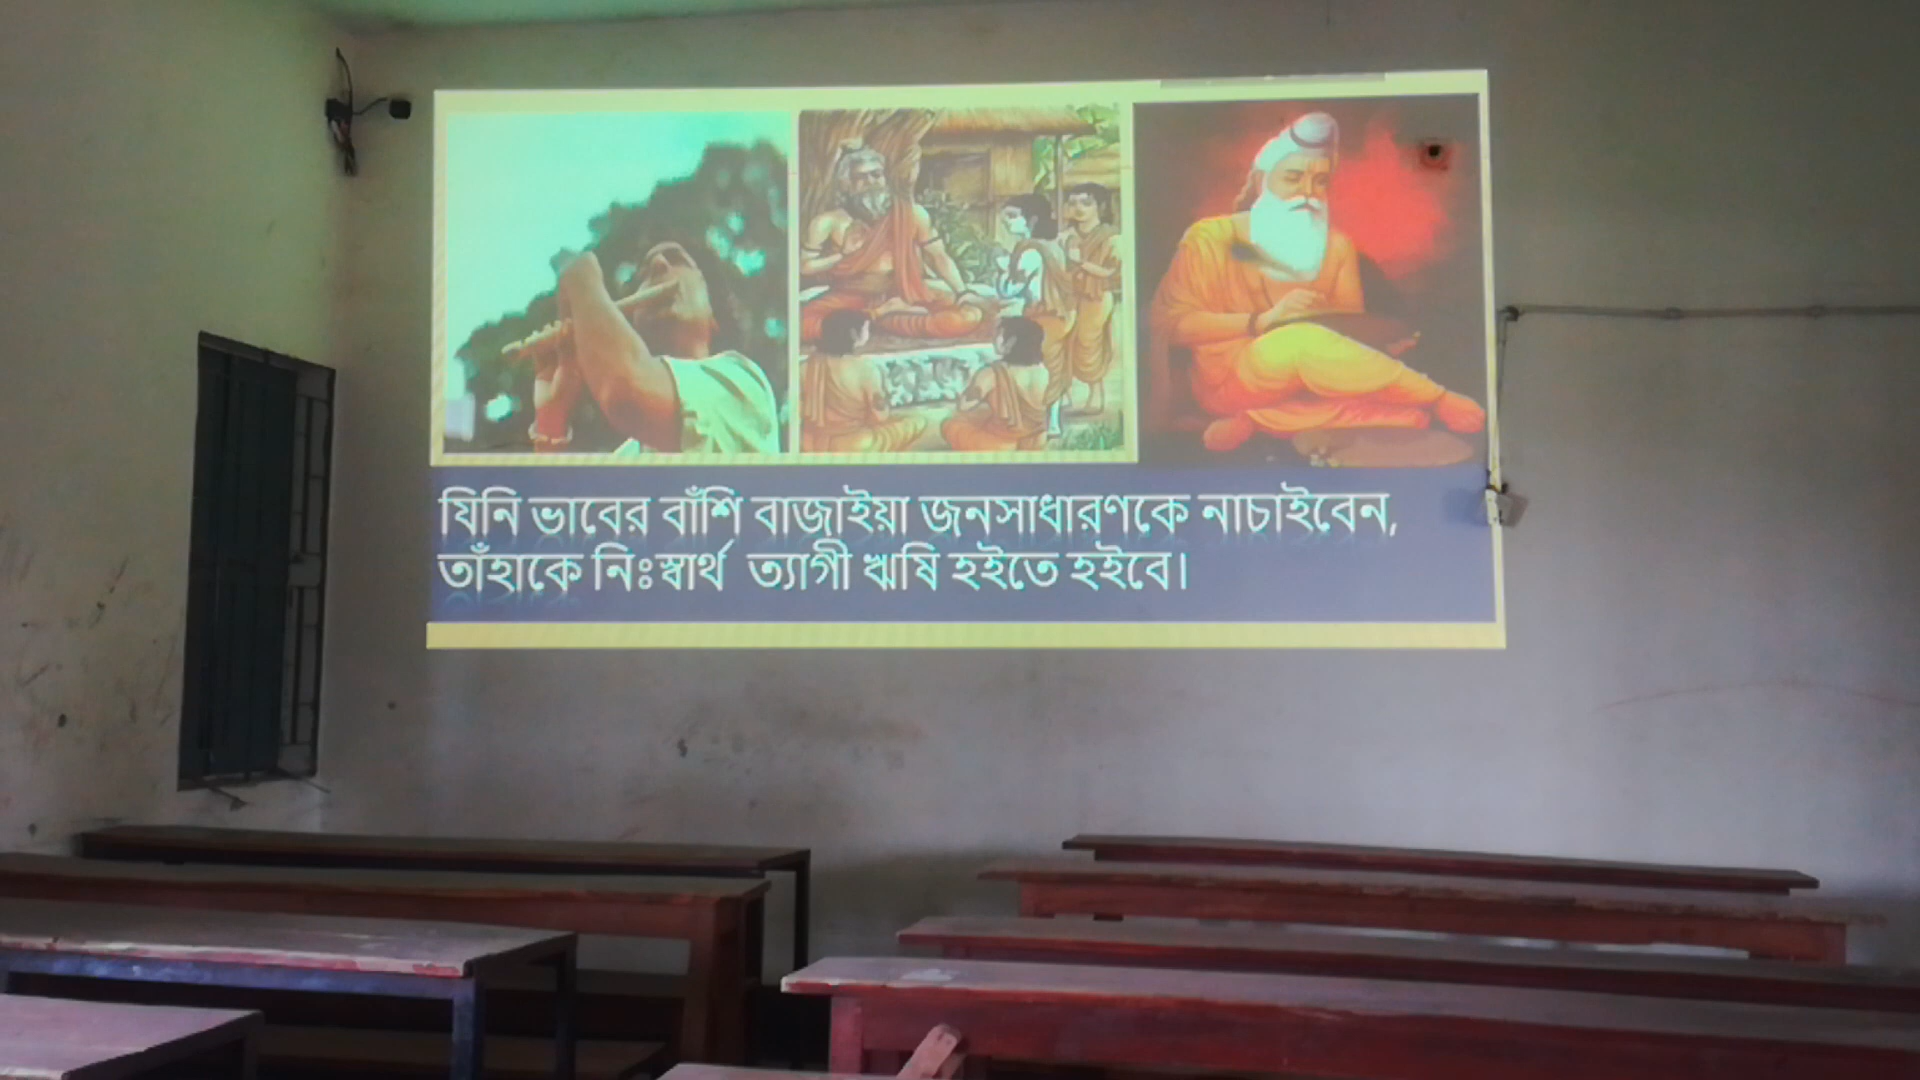 যিনি ভাবের বাঁশি বাজাইয়া জনসাধারণকে নাচাইবেন,
তাঁহাকে নিঃস্বার্থ ত্যাগী ঋষি হইতে হইবে।